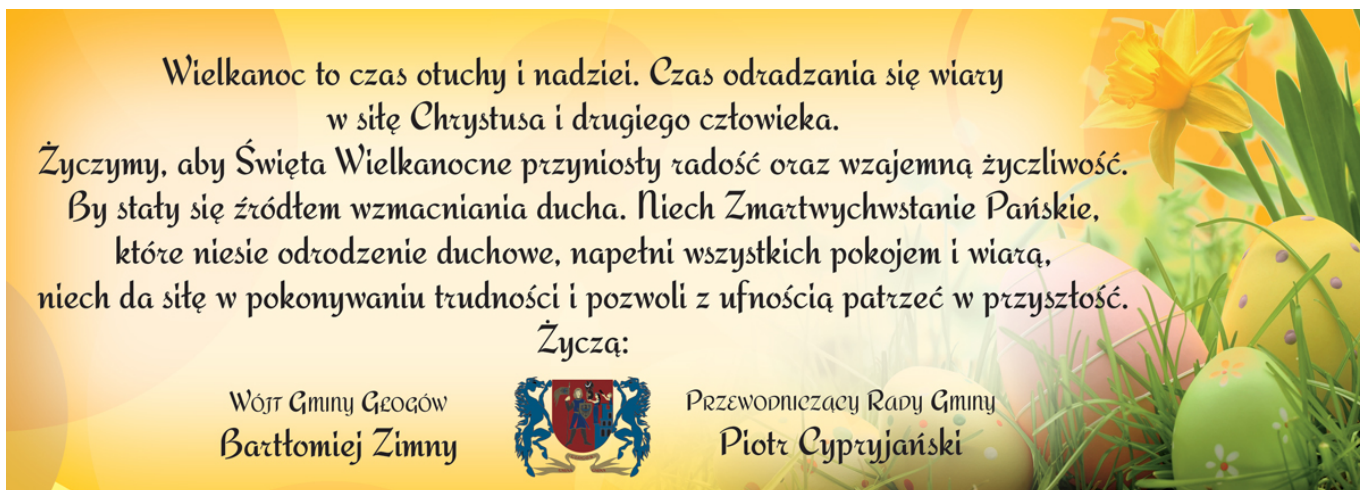 Wielkanoc to czas otuchy i nadziei. Czas odradzania się wiary
w siłę Chrystusa i drugiego człowieka.
Życzymy, aby Święta Wielkanocne przyniosły radość oraz wzajemną życzliwość.
By stały się źródłem wzmacniania ducha. Niech Zmartwychwstanie Pańskie,
które niesie odrodzenie duchowe, napełni wszystkich pokojem i wiarą,
niech da siłę w pokonywaniu trudności i pozwoli z ufnością patrzeć w przyszłość.
Życzą:
Wójt Gminy Głogów
Bartłomiej Zimny
Przewodniczący Rady Gminy
Piotr Cypryjański